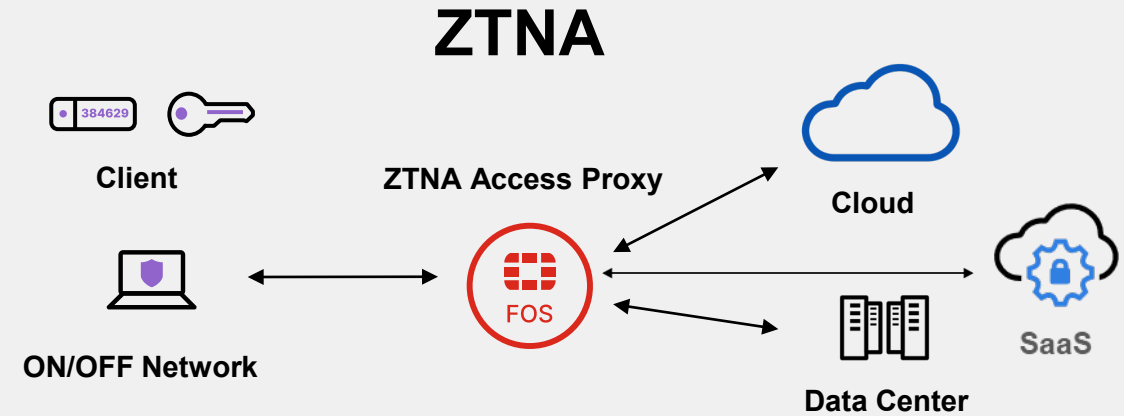 ZTNA
384629
Client
ZTNA Access Proxy
Cloud
FOS
SaaS
ON/OFF Network
Data Center